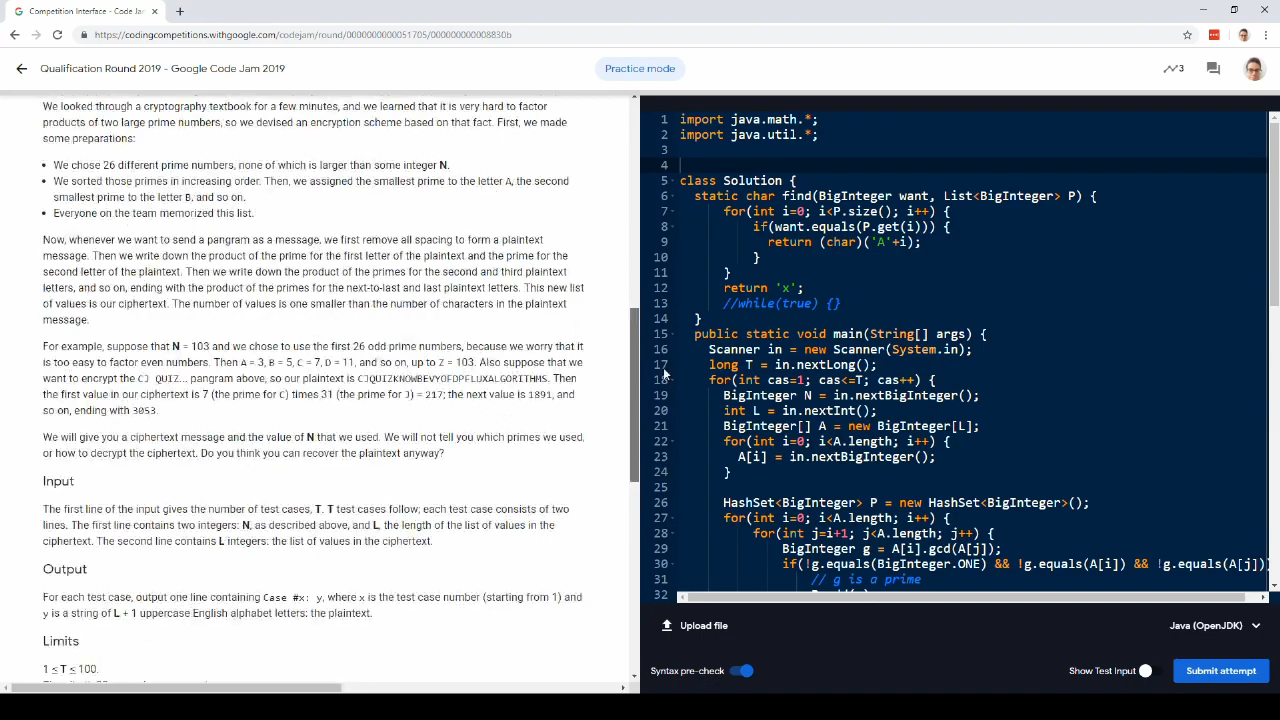 Competition Interface - Code Ja
https://codingcompetitions.withgoogle.com/codejam/round/0000000000051705/000000000008830b
Qualification Round 2019 - Google Code Jam 2019
Practice mode
3
We looked through a cryptography textbook for a few minutes, and we learned that it is very hard to factor
products of two large prime numbers, so we devised an encryption scheme based on that fact. First, we made
some preparations:
• We chose 26 different prime numbers, none of which is larger than some integer N.
• We sorted those primes in increasing order. Then, we assigned the smallest prime to the letter A, the second
smallest prime to the letter B, and so on.
• Everyone on the team memorized this list.
Now, whenever we want to send a pangram as a message, we first remove all spacing to form a plaintext
message. Then we write down the product of the prime for the first letter of the plaintext and the prime for the
second letter of the plaintext. Then we write down the product of the primes for the second and third plaintext
letters, and so on, ending with the product of the primes for the next-to-last and last plaintext letters. This new list
of values is our ciphertext. The number of values is one smaller than the number of characters in the plaintext
message.
For example, suppose that N = 103 and we chose to use the first 26 odd prime numbers, because we worry that it
is too easy to factor even numbers. Then A = 3, B = 5, C = 7, D = 11, and so on, up to Z = 103. Also suppose that we
want to encrypt the CJ QUIZ... pangram above, so our plaintext is CJQUIZKNOWBEVYOFDPFLUXALGORITHMS. Then
the first value in our ciphertext is 7 (the prime for C) times 31 (the prime for J) = 217; the next value is 1891, and
so on, ending with 3053.
We will give you a ciphertext message and the value of N that we used. We will not tell you which primes we used,
or how to decrypt the ciphertext. Do you think you can recover the plaintext anyway?
Input
The first line of the input gives the number of test cases, T. T test cases follow; each test case consists of two
lines. The first line contains two integers: N, as described above, and L, the length of the list of values in the
ciphertext. The second line contains L integers: the list of values in the ciphertext.
Output
For each test case, output one line containing Case #x: y, where x is the test case number (starting from 1) and
y is a string of L + 1 uppercase English alphabet letters: the plaintext.
Limits
1 ≤ T ≤ 100.
1 import java.math.*;
2 import java.util.*;
3
4
5 class Solution {
6 static char find(BigInteger want, List<BigInteger> P) {
7 for(int i=0; i<P.size(); i++) {
8 if(want.equals(P.get(i))) {
9 return (char)('A'+i);
10 }
11 }
12 return 'x';
13 //while(true) {}
14 }
15 public static void main(String[] args) {
16 Scanner in = new Scanner(System.in);
17 long T = in.nextLong();
18 for(int cas=1; cas<=T; cas++) {
19 BigInteger N = in.nextBigInteger();
20 int L = in.nextInt();
21 BigInteger[] A = new BigInteger[L];
22 for(int i=0; i<A.length; i++) {
23 A[i] = in.nextBigInteger();
24 }
25
26 HashSet<BigInteger> P = new HashSet<BigInteger>();
27 for(int i=0; i<A.length; i++) {
28 for(int j=i+1; j<A.length; j++) {
29 BigInteger g = A[i].gcd(A[j]);
30 if(!g.equals(BigInteger.ONE) && !g.equals(A[i]) && !g.equals(A[j])
31 // g is a prime
32
Upload file
Java (OpenJDK)
Syntax pre-check
Show Test Input
Submit attempt